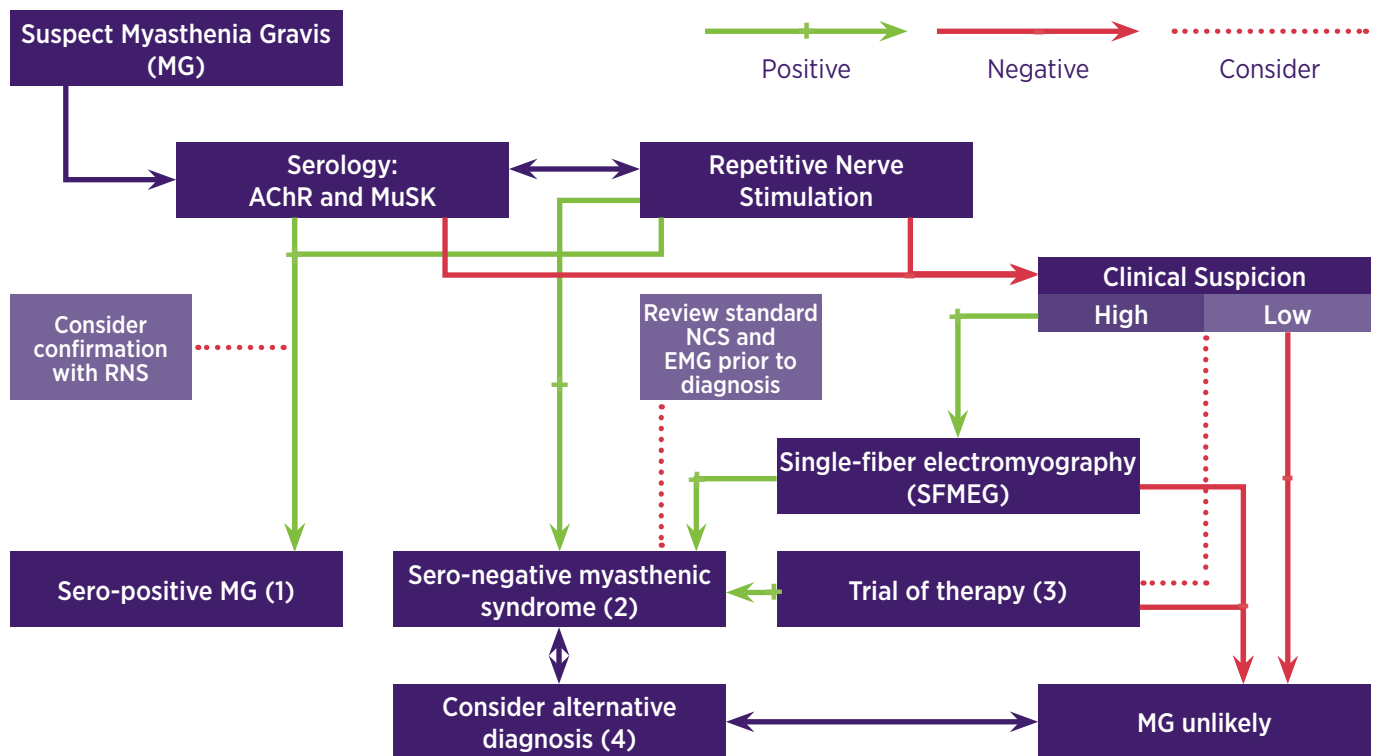 Suspect Myasthenia Gravis
(MG)
Positive
Negative
Consider
Serology:
AChR and MuSK
Repetitive Nerve
Stimulation
Clinical Suspicion
High
Low
Consider
confirmation
with RNS
Review standard
NCS and
EMG prior to
diagnosis
Single-fiber electromyography
(SFMEG)
Sero-positive MG (1)
Sero-negative myasthenic
syndrome (2)
Trial of therapy (3)
Consider alternative
diagnosis (4)
MG unlikely